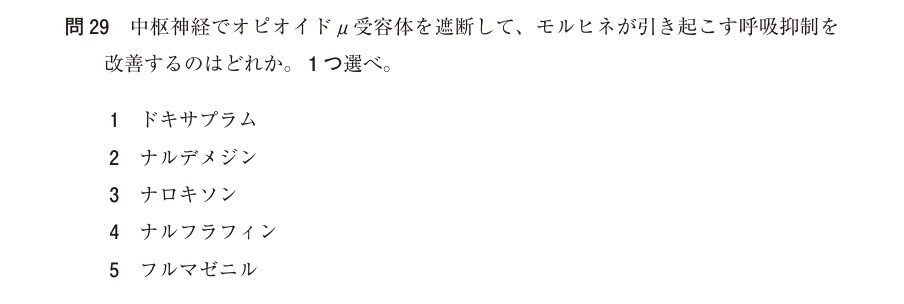 問29 中枢神経でオピオイドμ受容体を遮断して、モルヒネが引き起こす呼吸抑制を
改善するのはどれか。1つ選べ。
1 ドキサプラム
2 ナルデメジン
3 ナロキソン
4 ナルフラフィン
5 フルマゼニル